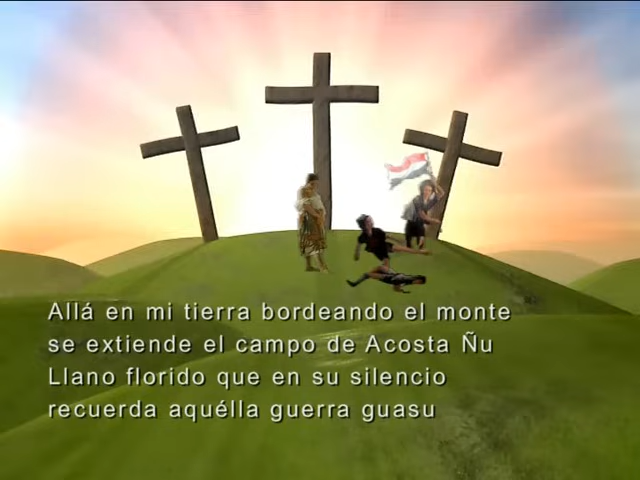 Allá en mi tierra bordeando el monte
se extiende el campo de Acosta Ñu
Llano florido que en su silencio
recuerda aquélla guerra guasu